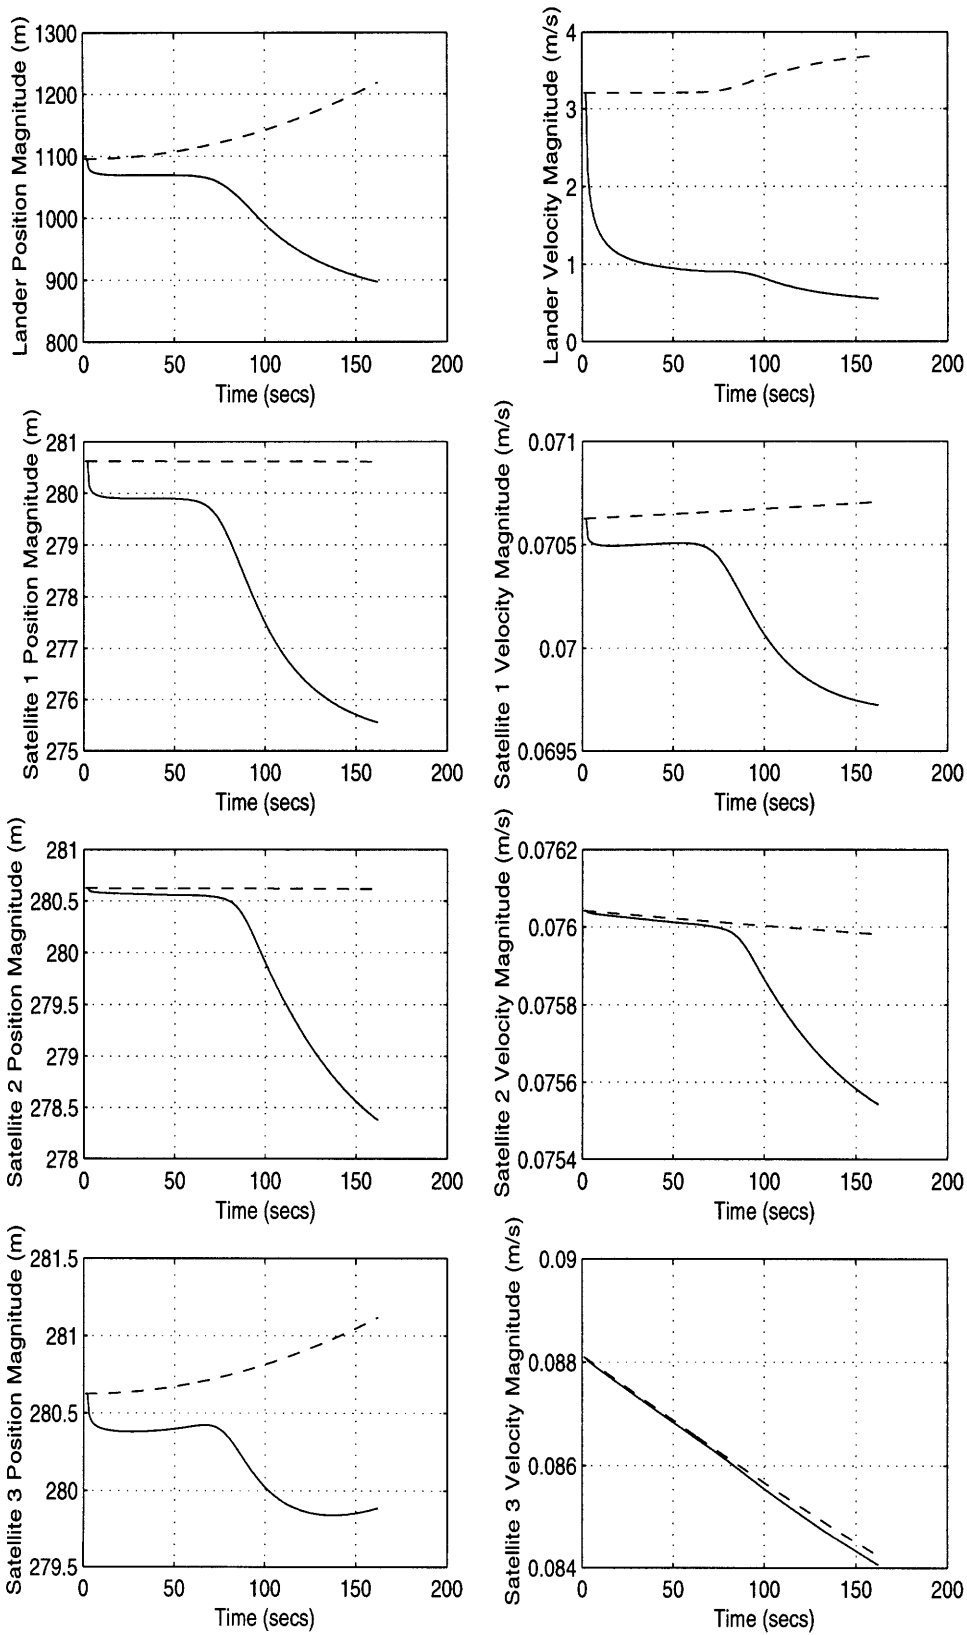 Lander Position Magnitude (m)
1300
1200
1100
1000
900
800
0 50 100 150 200
Time (secs)
Lander Velocity Magnitude (m/s)
4
3
2
1
0
0 50 100 150 200
Time (secs)
Satellite 1 Position Magnitude (m)
281
280
279
278
277
276
275
0 50 100 150 200
Time (secs)
Satellite 1 Velocity Magnitude (m/s)
0.071
0.0705
0.07
0.0695
0 50 100 150 200
Time (secs)
Satellite 2 Position Magnitude (m)
281
280.5
280
279.5
279
278.5
278
0 50 100 150 200
Time (secs)
Satellite 2 Velocity Magnitude (m/s)
0.0762
0.076
0.0758
0.0756
0.0754
0 50 100 150 200
Time (secs)
Satellite 3 Position Magnitude (m)
281.5
281
280.5
280
279.5
0 50 100 150 200
Time (secs)
Satellite 3 Velocity Magnitude (m/s)
0.09
0.088
0.086
0.084
0 50 100 150 200
Time (secs)